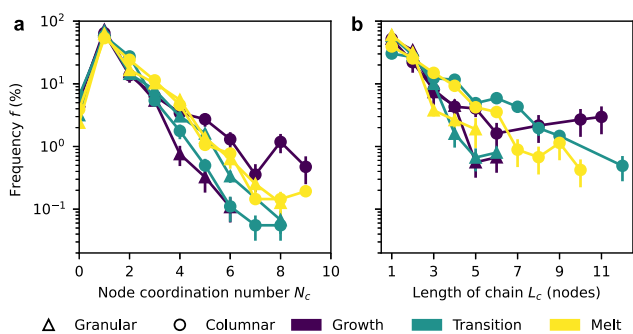 a
b
Frequency f (%)
10²
10¹
10⁰
10⁻¹
0 2 4 6 8 10
1 3 5 7 9 11
Node coordination number N_c
Length of chain L_c (nodes)
Granular Columnar Growth Transition Melt